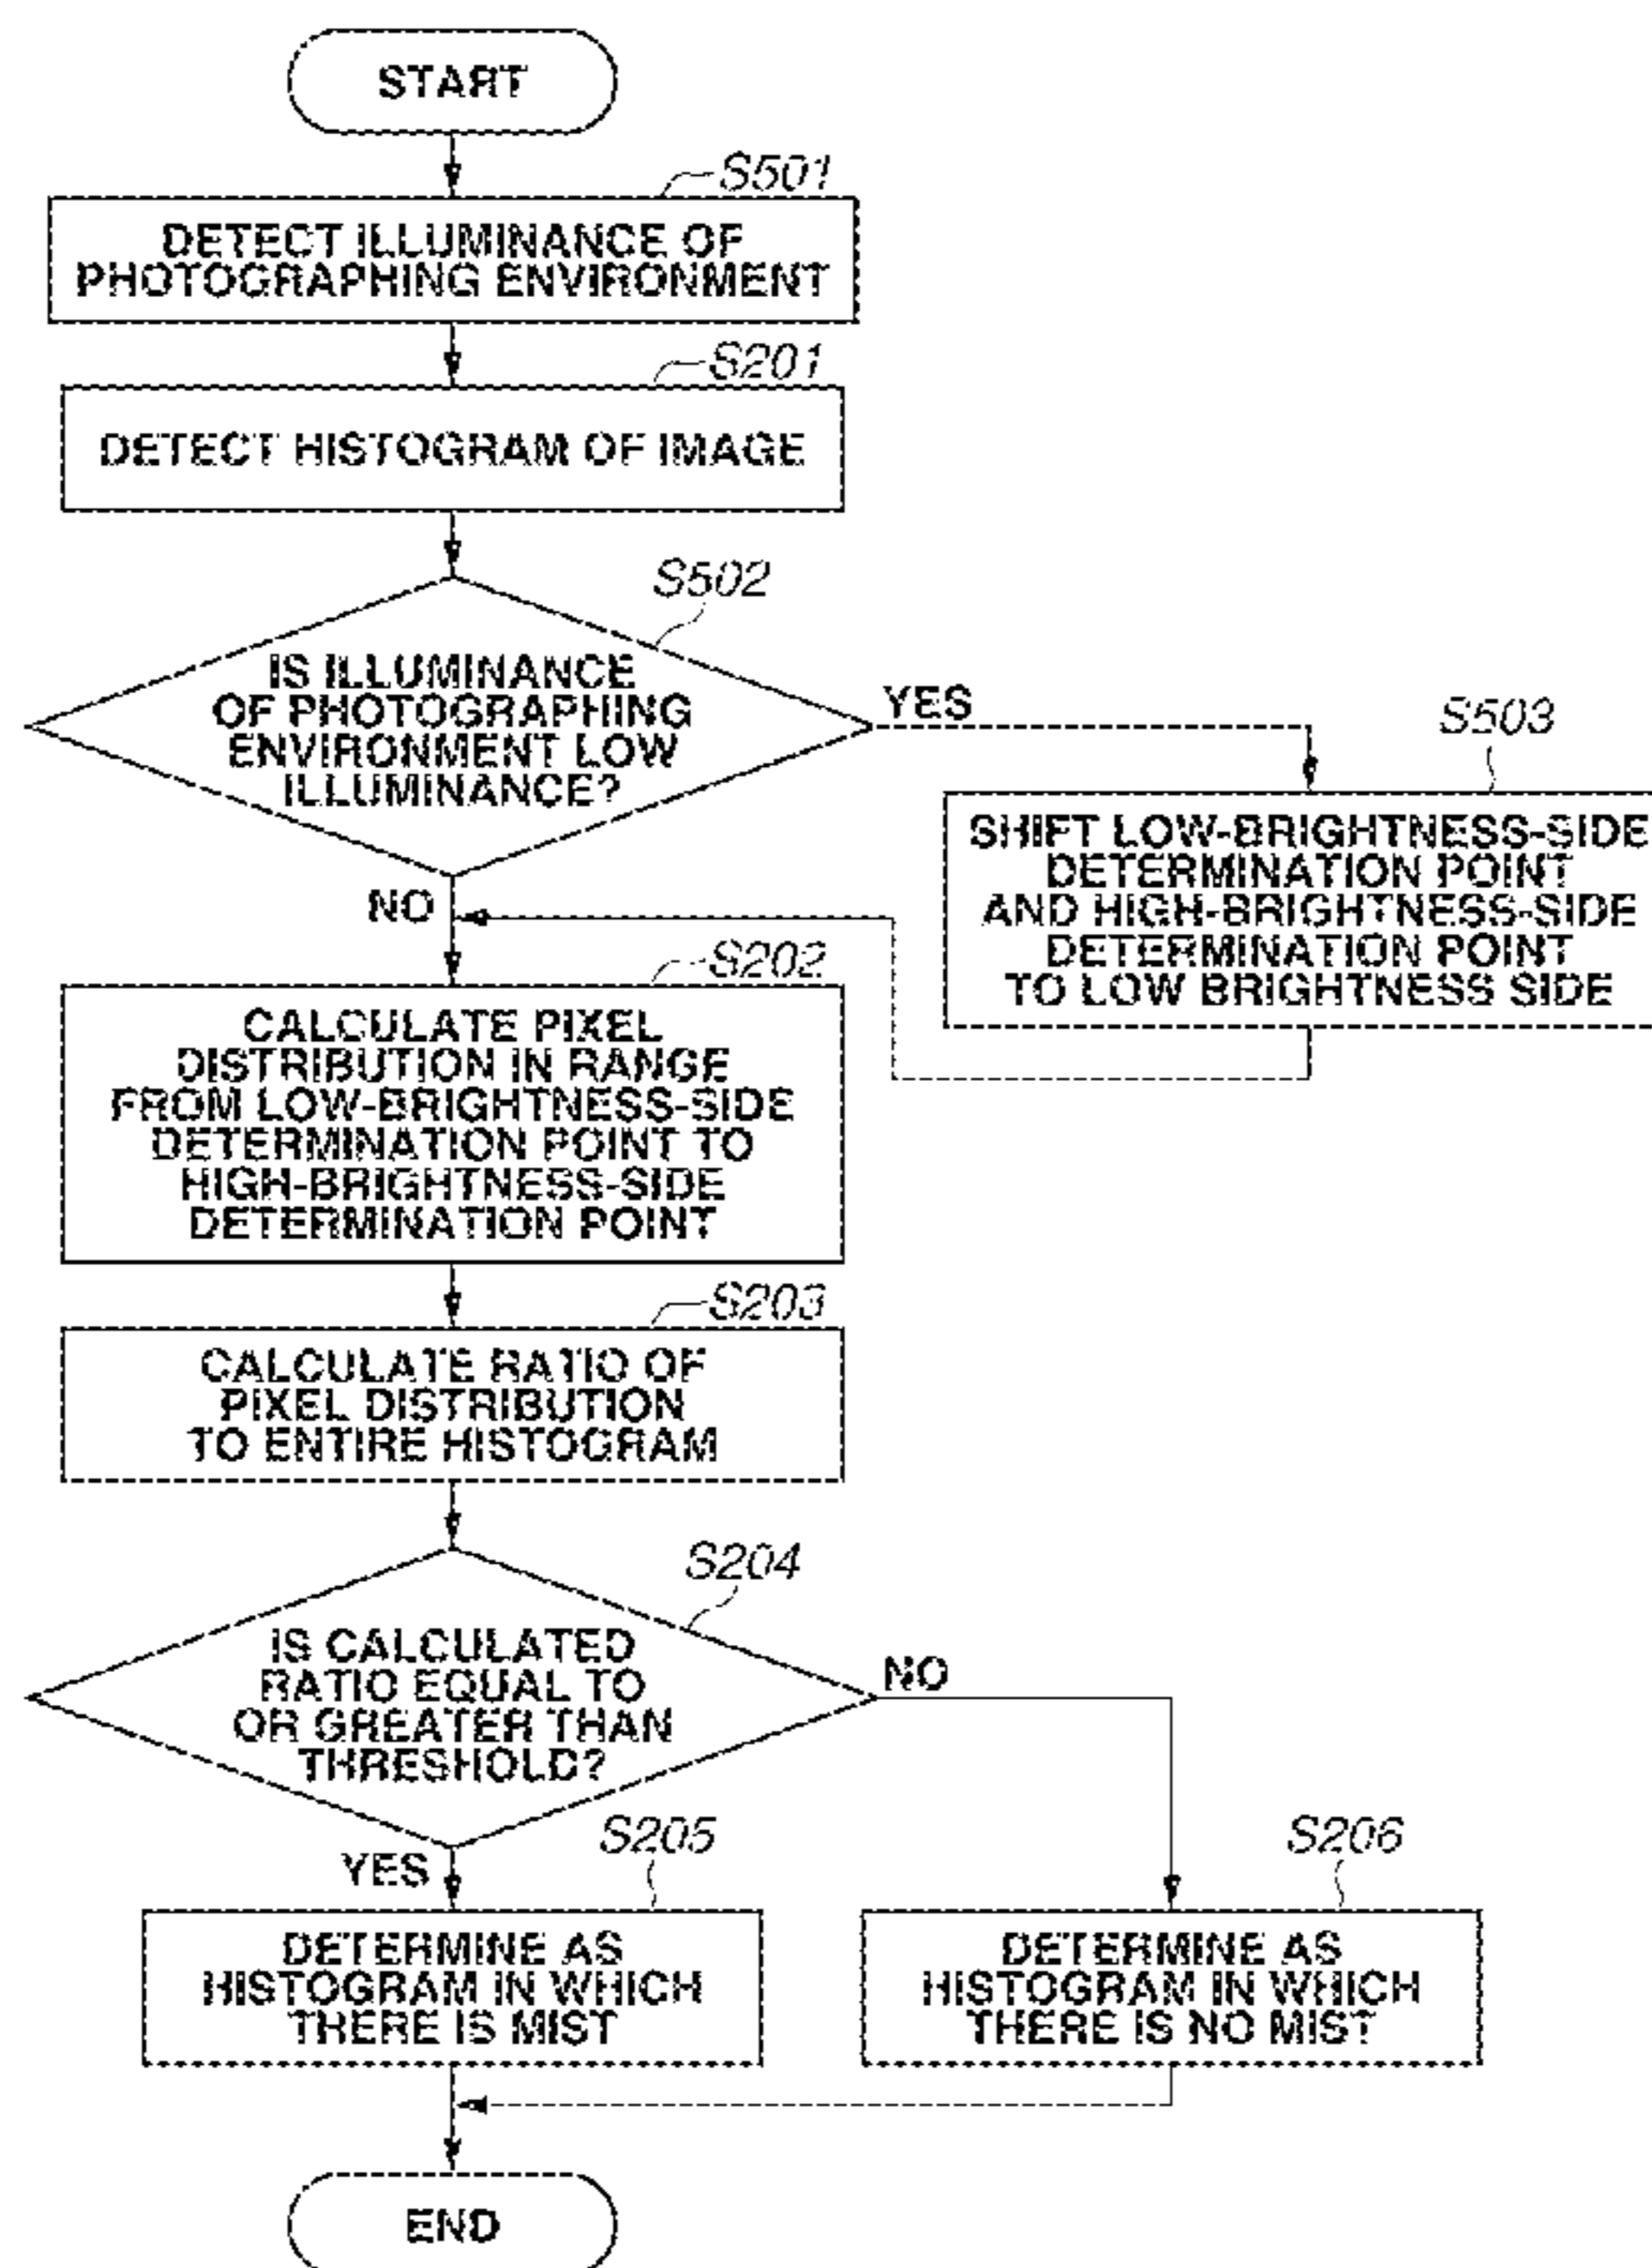 START
S501
DETECT ILLUMINANCE OF
PHOTOGRAPHING ENVIRONMENT
S201
DETECT HISTOGRAM OF IMAGE
S502
IS ILLUMINANCE
OF PHOTOGRAPHING
ENVIRONMENT LOW
ILLUMINANCE?
YES
S503
SHIFT LOW-BRIGHTNESS-SIDE
DETERMINATION POINT
AND HIGH-BRIGHTNESS-SIDE
DETERMINATION POINT
TO LOW BRIGHTNESS SIDE
NO
S202
CALCULATE PIXEL
DISTRIBUTION IN RANGE
FROM LOW-BRIGHTNESS-SIDE
DETERMINATION POINT TO
HIGH-BRIGHTNESS-SIDE
DETERMINATION POINT
S203
CALCULATE RATIO OF
PIXEL DISTRIBUTION
TO ENTIRE HISTOGRAM
S204
IS CALCULATED
RATIO EQUAL TO
OR GREATER THAN
THRESHOLD?
NO
YES
S205
DETERMINE AS
HISTOGRAM IN WHICH
THERE IS MIST
S206
DETERMINE AS
HISTOGRAM IN WHICH
THERE IS NO MIST
END